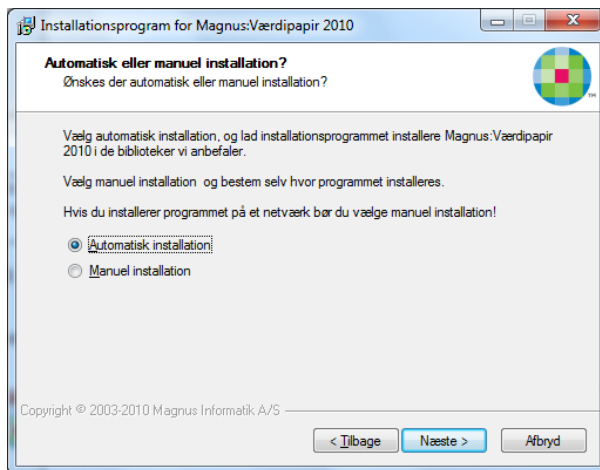 Installationsprogram for Magnus:Værdipapir 2010
Automatisk eller manuel installation?
Ønskes der automatisk eller manuel installation?
TM
Vælg automatisk installation, og lad installationsprogrammet installere Magnus:Værdipapir
2010 i de biblioteker vi anbefaler.
Vælg manuel installation og bestem selv hvor programmet installeres.
Hvis du installerer programmet på et netværk bør du vælge manuel installation!
Automatisk installation
Manuel installation
Copyright © 2003-2010 Magnus Informatik A/S
< Tilbage
Næste >
Afbryd